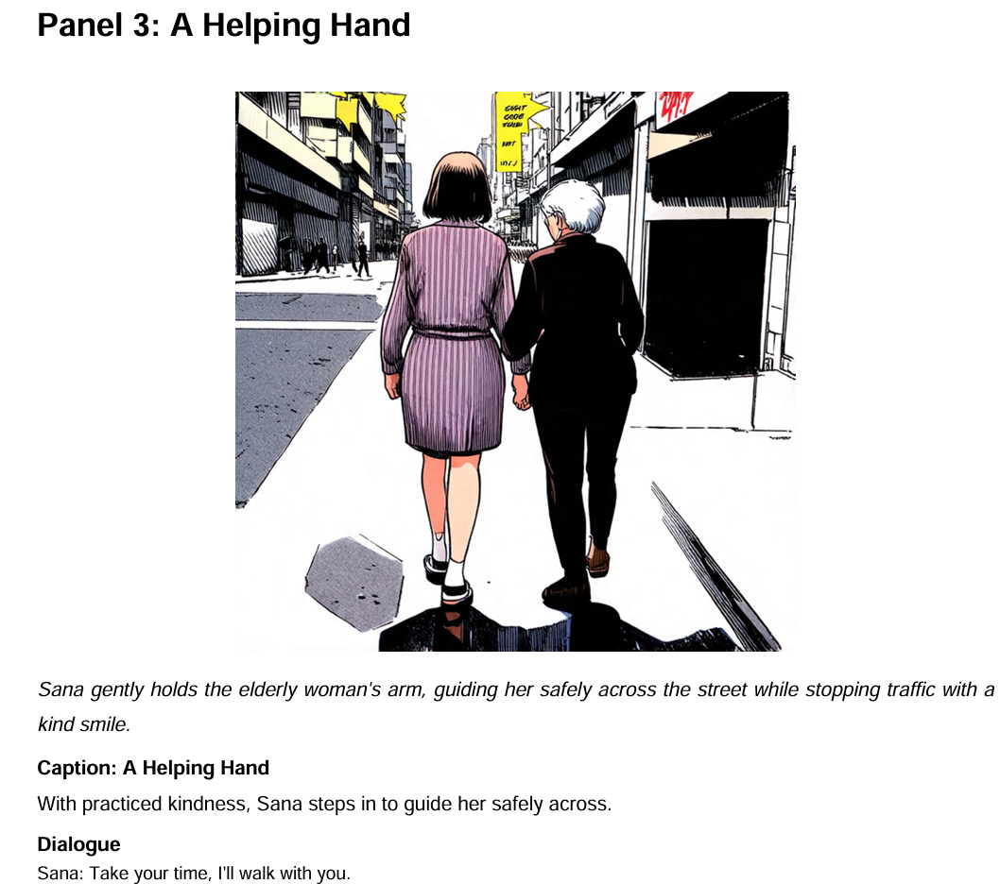 Panel 3: A Helping Hand
Sana gently holds the elderly woman's arm, guiding her safely across the street while stopping traffic with a
kind smile.
Caption: A Helping Hand
With practiced kindness, Sana steps in to guide her safely across.
Dialogue
Sana: Take your time, I'll walk with you.